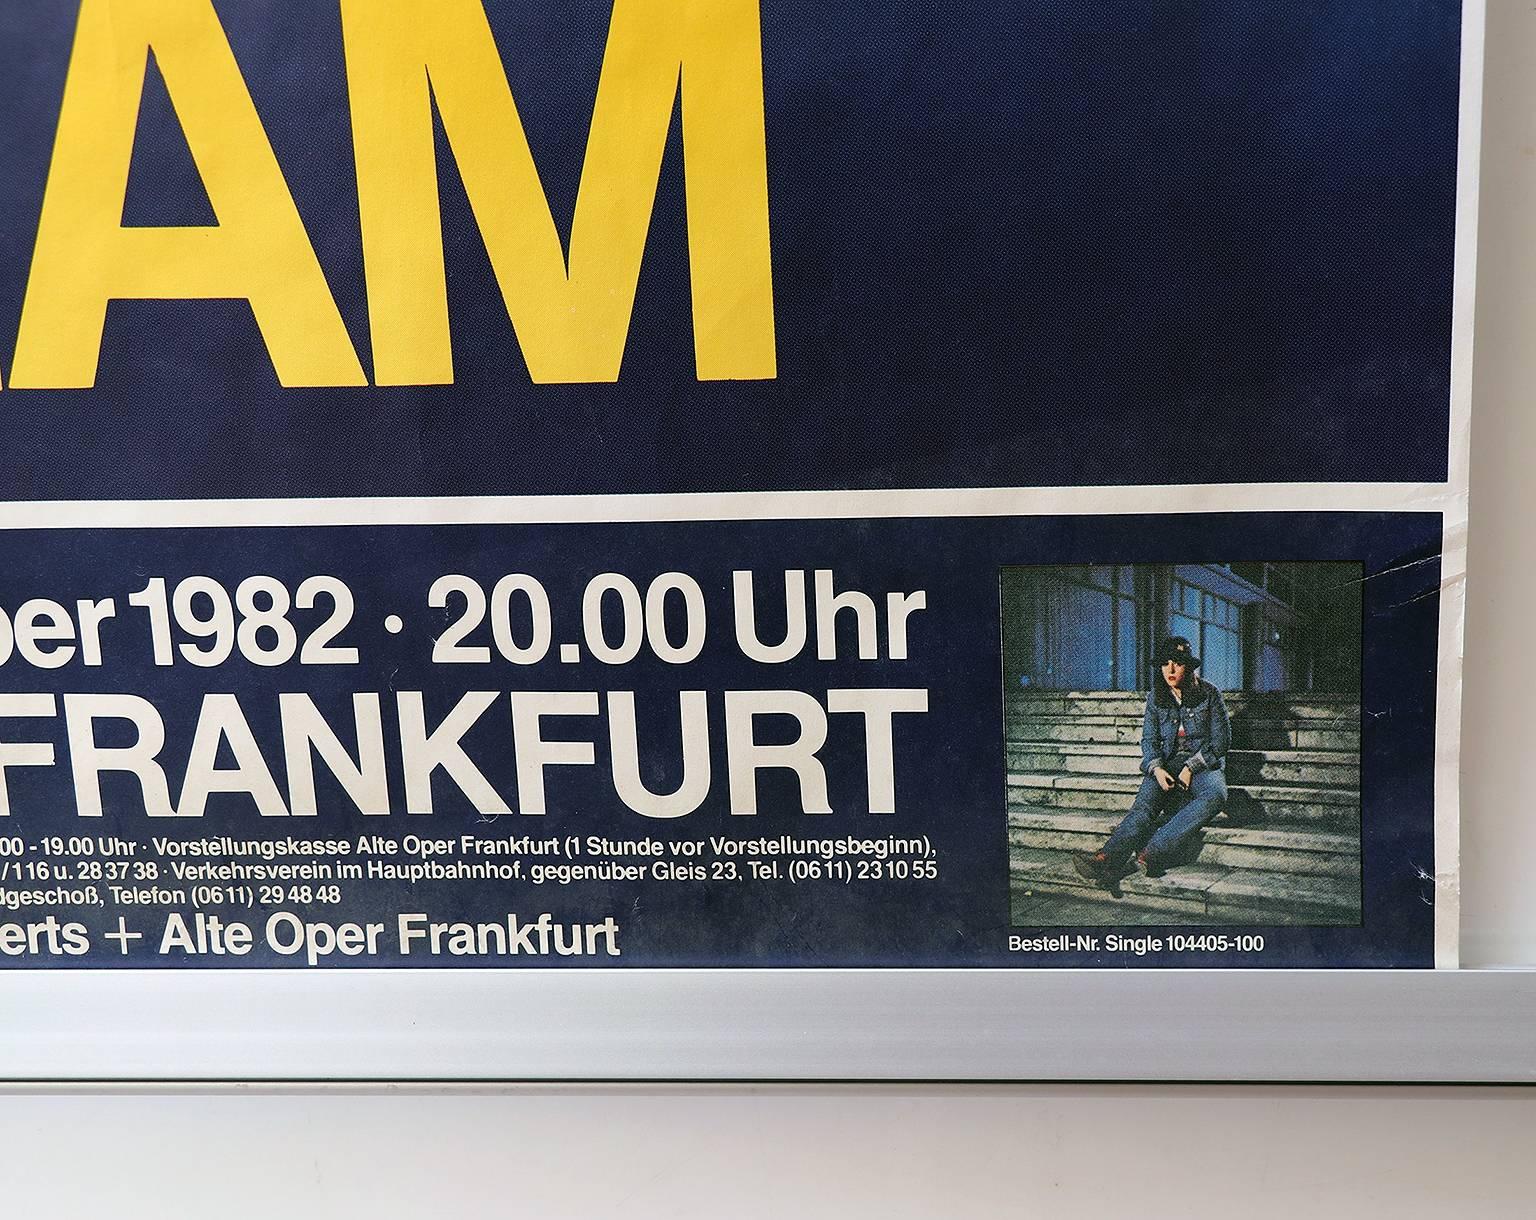 AM
ber 1982 · 20.00 Uhr
FRANKFURT
00 - 19.00 Uhr · Vorstellungskasse Alte Oper Frankfurt (1 Stunde vor Vorstellungsbeginn),
/116 u. 28 37 38 · Verkehrsverein im Hauptbahnhof, gegenüber Gleis 23, Tel. (06 11) 23 10 55
dgeschoß, Telefon (06 11) 29 48 48
erts + Alte Oper Frankfurt
Bestell-Nr. Single 104405-100